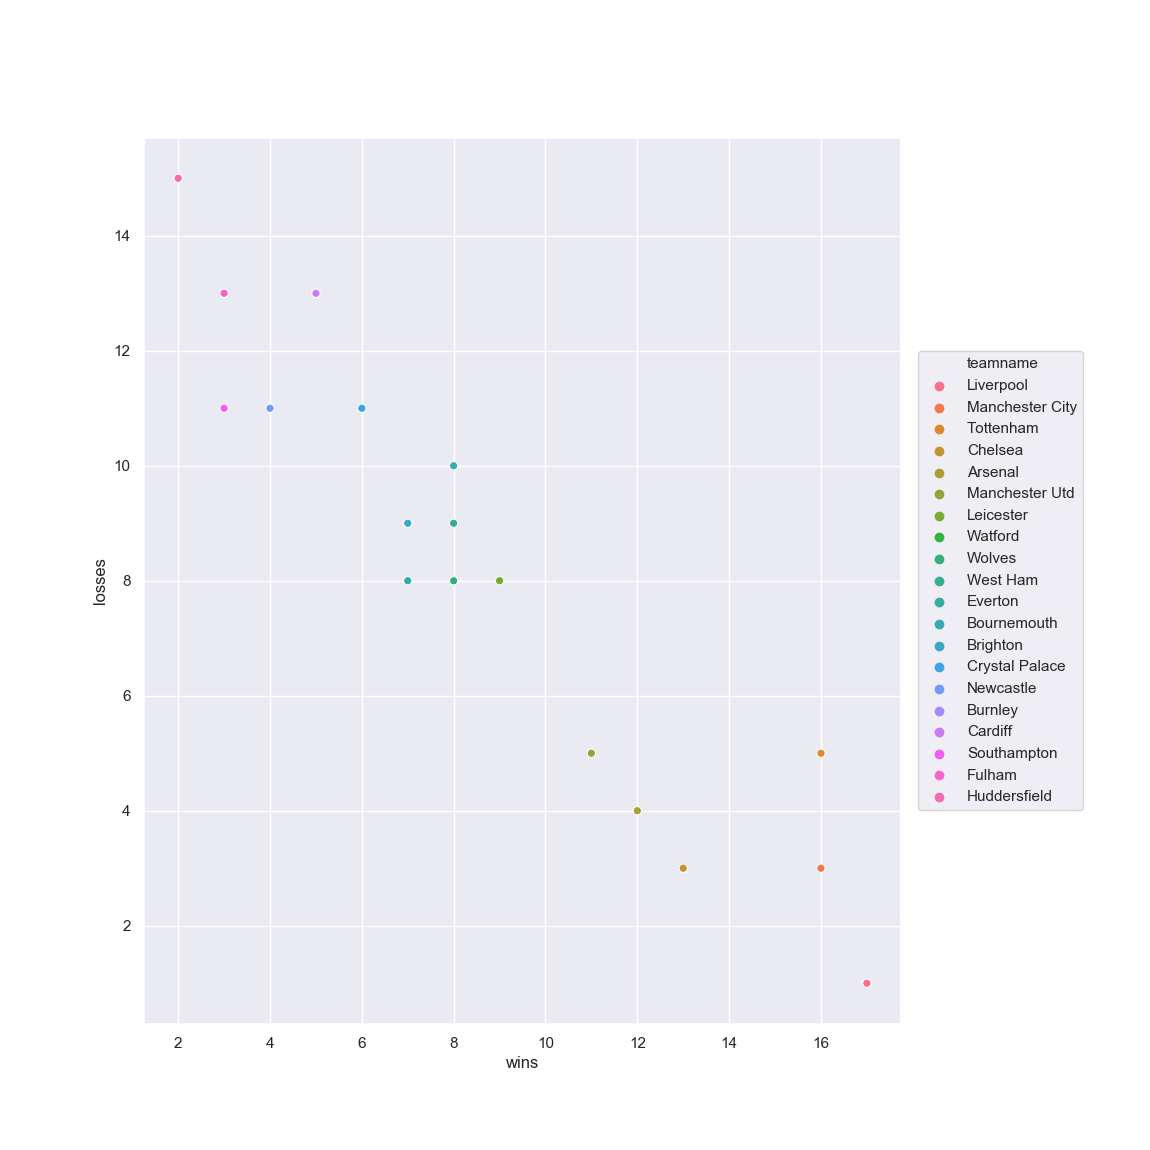 14
12
10
8
6
4
2
losses
2 4 6 8 10 12 14 16
wins
teamname
Liverpool
Manchester City
Tottenham
Chelsea
Arsenal
Manchester Utd
Leicester
Watford
Wolves
West Ham
Everton
Bournemouth
Brighton
Crystal Palace
Newcastle
Burnley
Cardiff
Southampton
Fulham
Huddersfield